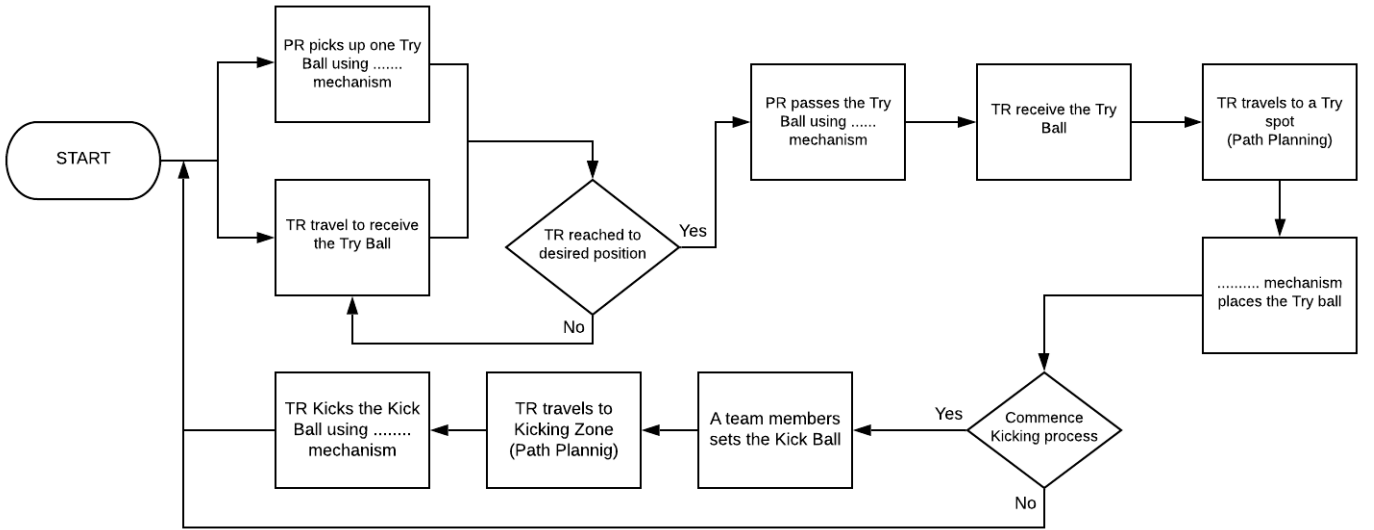 START
PR picks up one Try
Ball using .......
mechanism
TR travel to receive
the Try Ball
TR reached to
desired position
Yes
No
PR passes the Try
Ball using ......
mechanism
TR receive the Try
Ball
TR travels to a Try
spot
(Path Planning)
.......... mechanism
places the Try ball
Commence
Kicking process
Yes
No
A team members
sets the Kick Ball
TR travels to
Kicking Zone
(Path Plannig)
TR Kicks the Kick
Ball using ........
mechanism